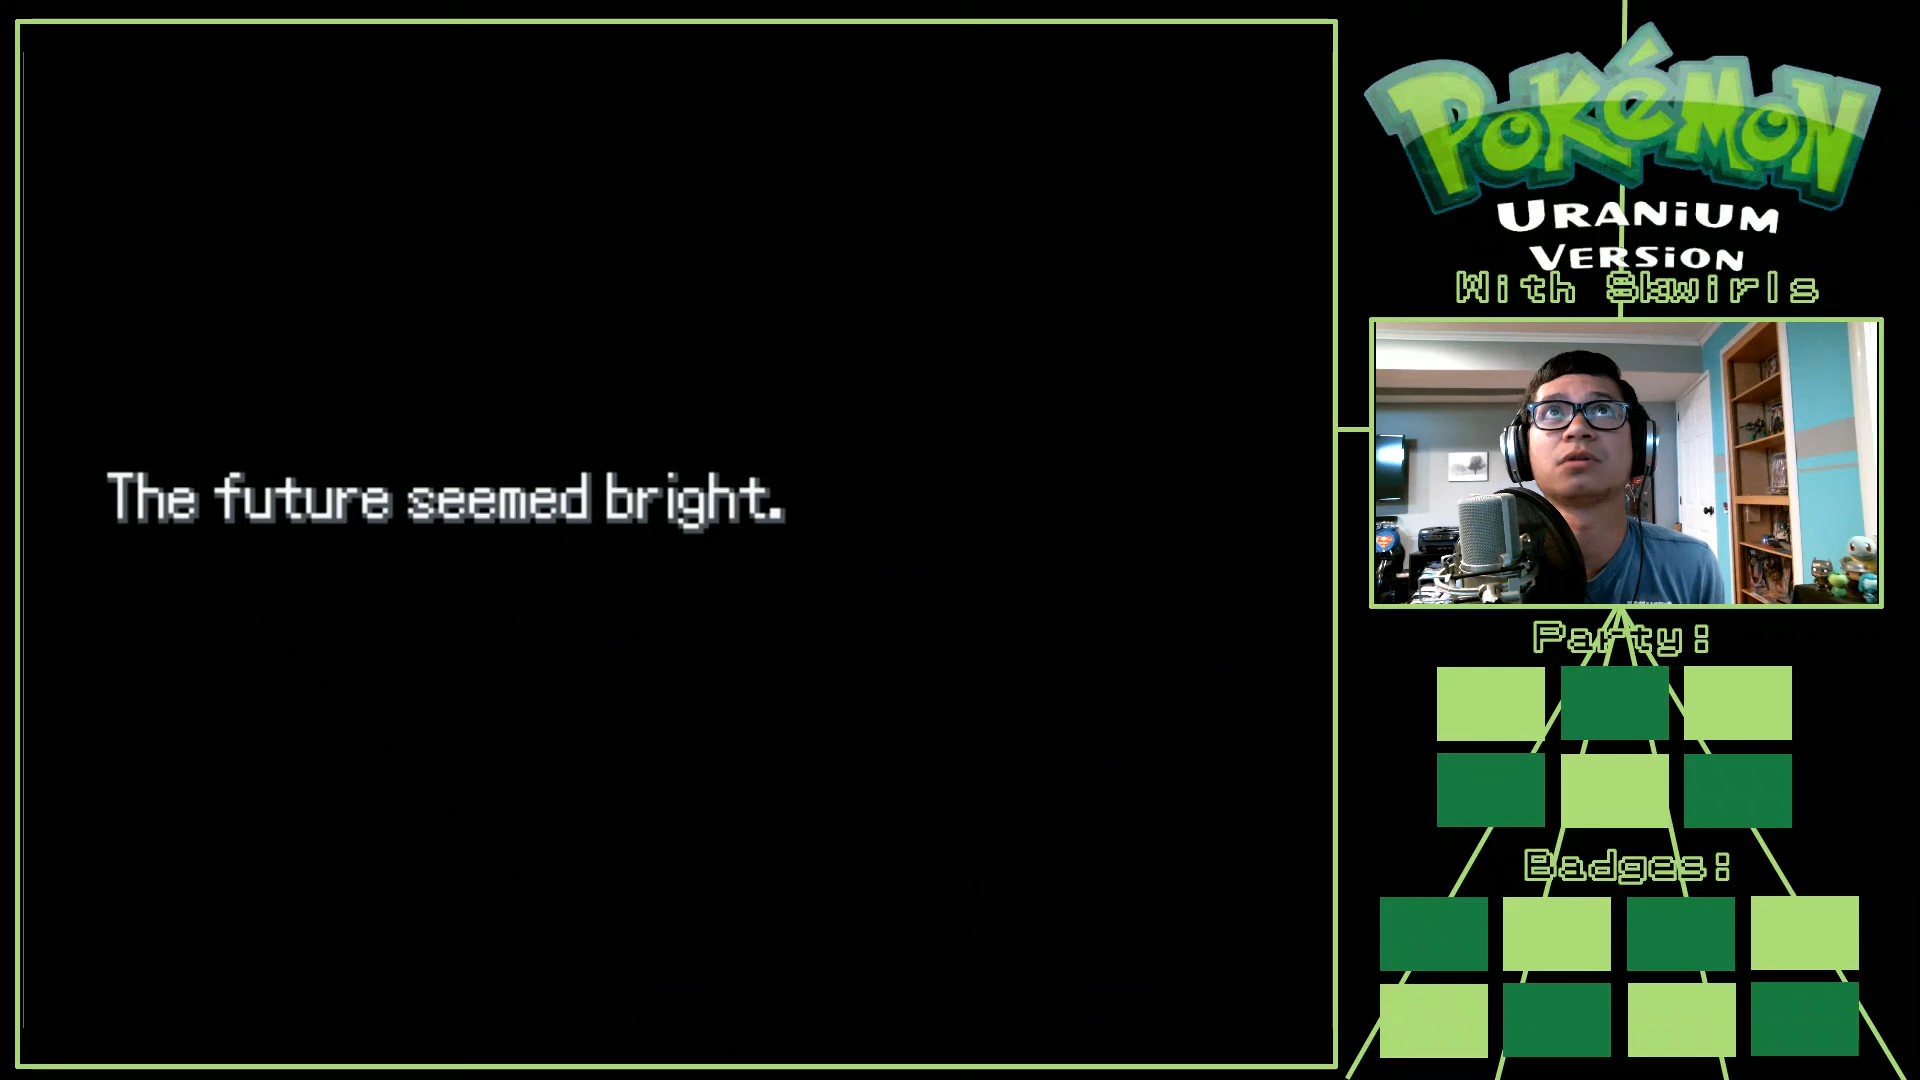 The future seemed bright.
POKéMON
URANiUM
VERSiON
With Skwirls
Party:
Badges: